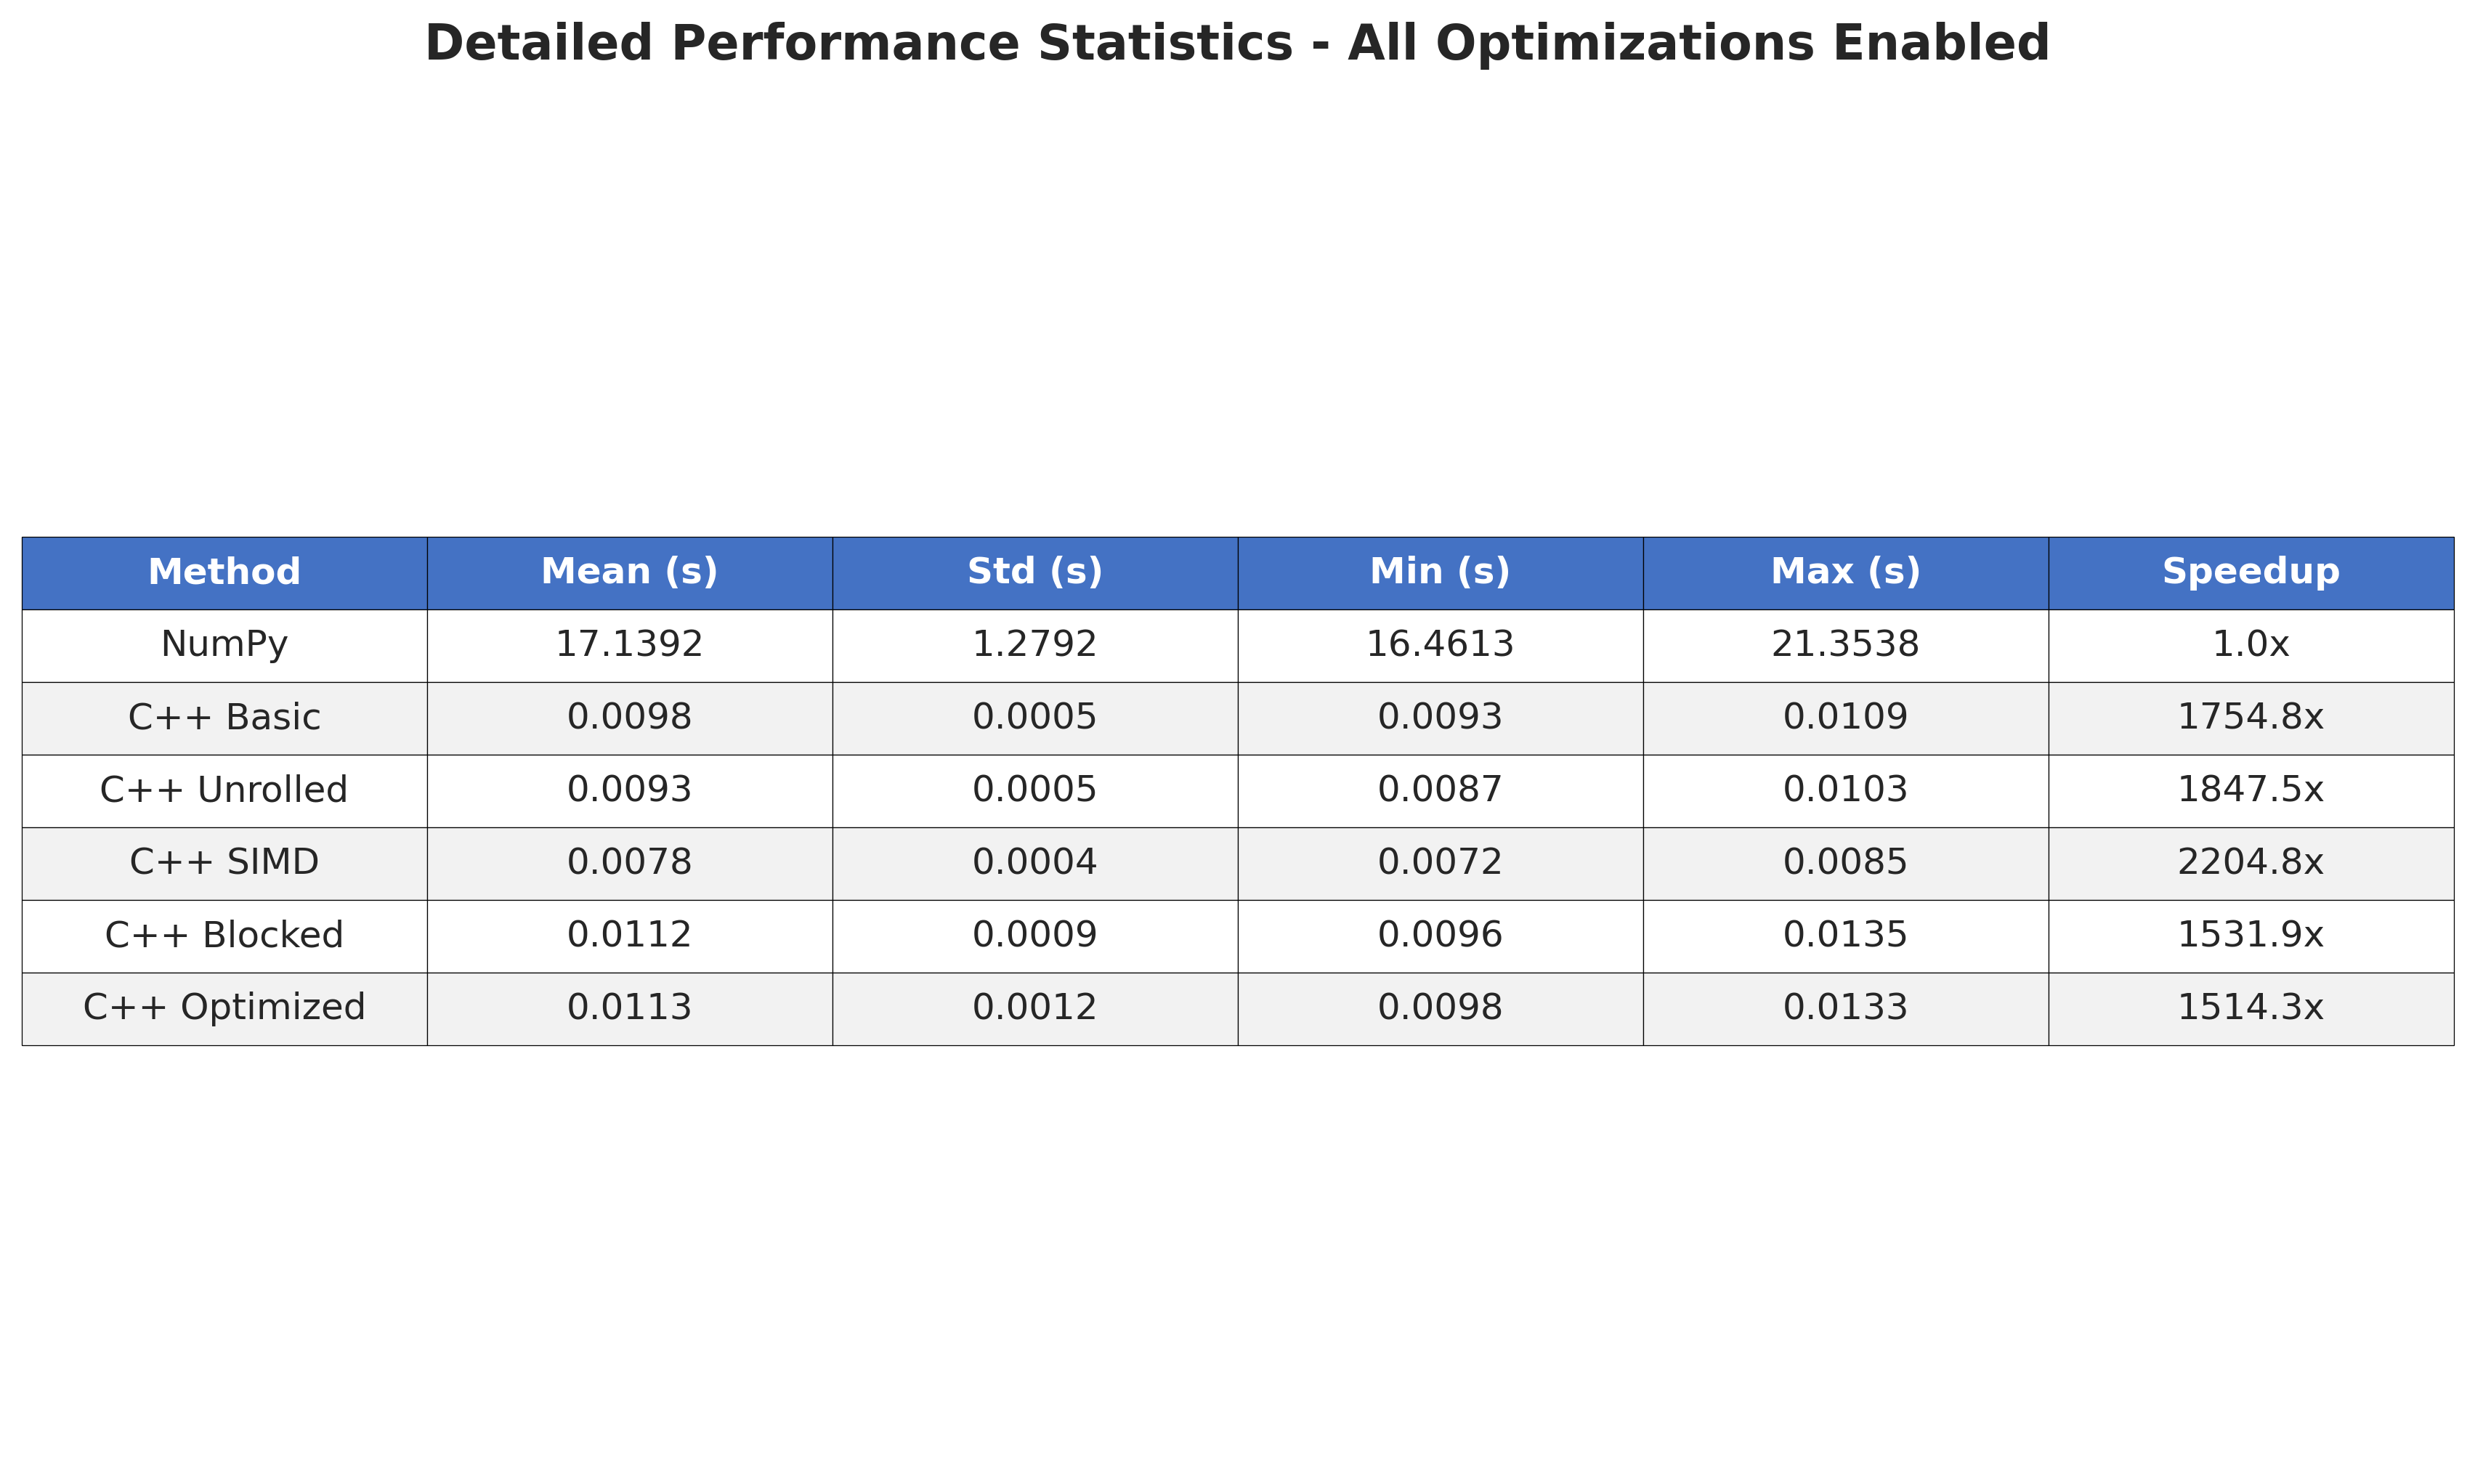 Detailed Performance Statistics - All Optimizations Enabled
Method Mean (s) Std (s) Min (s) Max (s) Speedup
NumPy 17.1392 1.2792 16.4613 21.3538 1.0x
C++ Basic 0.0098 0.0005 0.0093 0.0109 1754.8x
C++ Unrolled 0.0093 0.0005 0.0087 0.0103 1847.5x
C++ SIMD 0.0078 0.0004 0.0072 0.0085 2204.8x
C++ Blocked 0.0112 0.0009 0.0096 0.0135 1531.9x
C++ Optimized 0.0113 0.0012 0.0098 0.0133 1514.3x